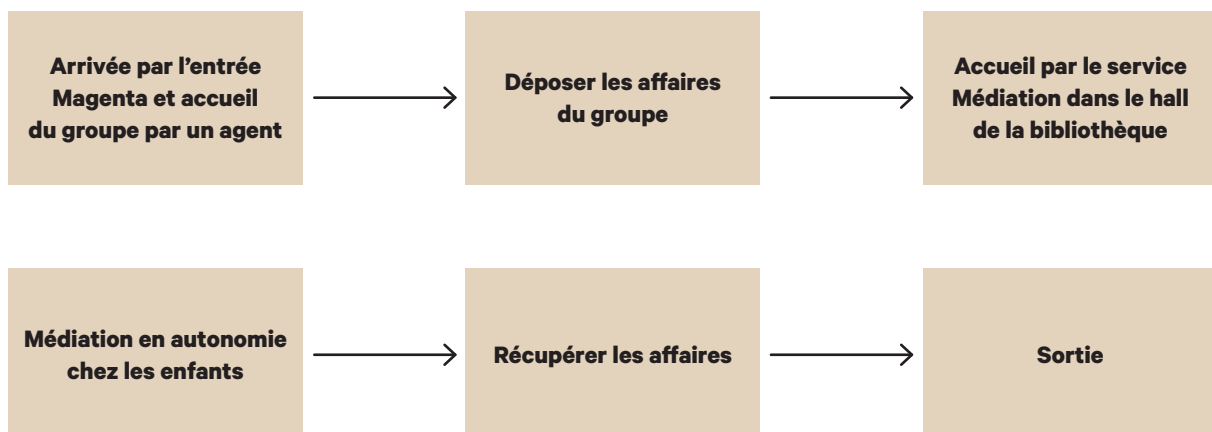 Arrivée par l’entrée
Magenta et accueil
du groupe par un agent
Déposer les affaires
du groupe
Accueil par le service
Médiation dans le hall
de la bibliothèque
Médiation en autonomie
chez les enfants
Récupérer les affaires
Sortie